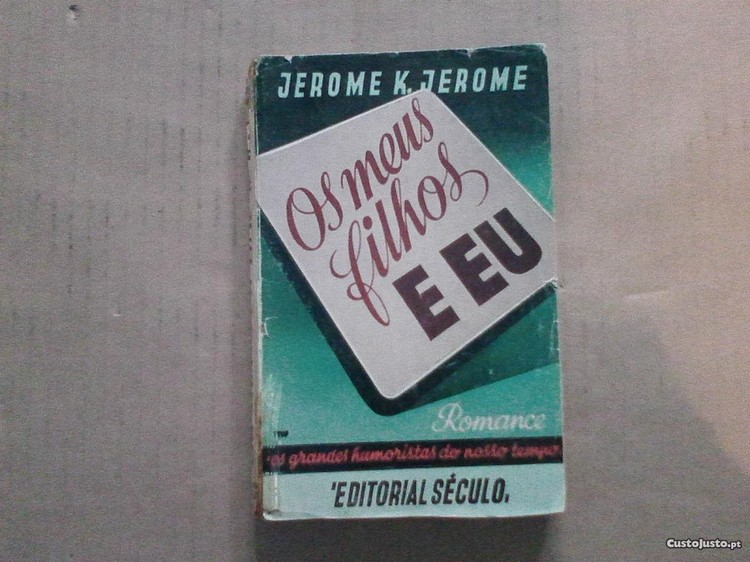 JEROME K. JEROME
Os meus
filhos
E EU
Romance
os grandes humoristas do nosso tempo
'EDITORIAL SÉCULO.
CustoJusto.pt